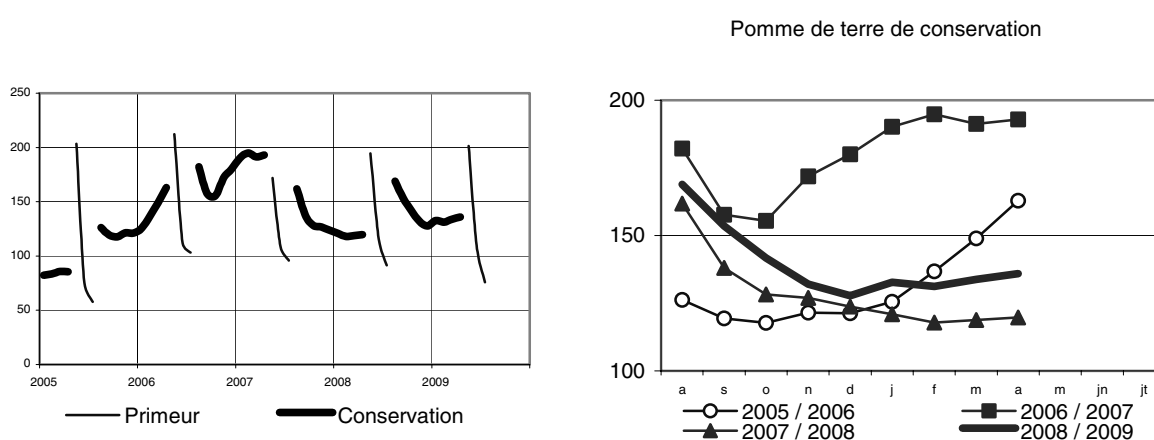 Pomme de terre de conservation
250
200
150
100
50
0
2005 2006 2007 2008 2009
Primeur Conservation
200
150
100
a s o n d j f m a m jn jt
2005 / 2006 2006 / 2007
2007 / 2008 2008 / 2009